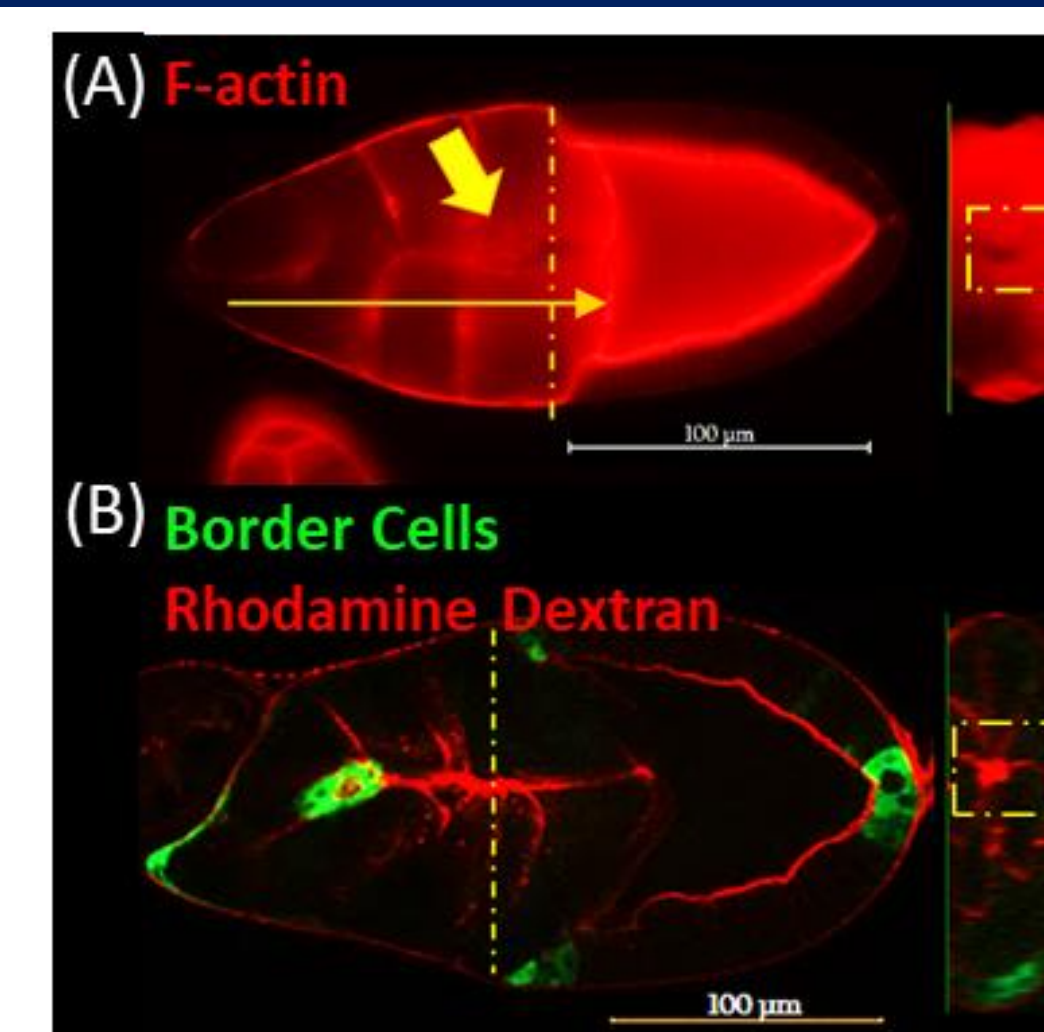 (A) F-actin
100 µm
(B) Border Cells
Rhodamine Dextran
100 µm